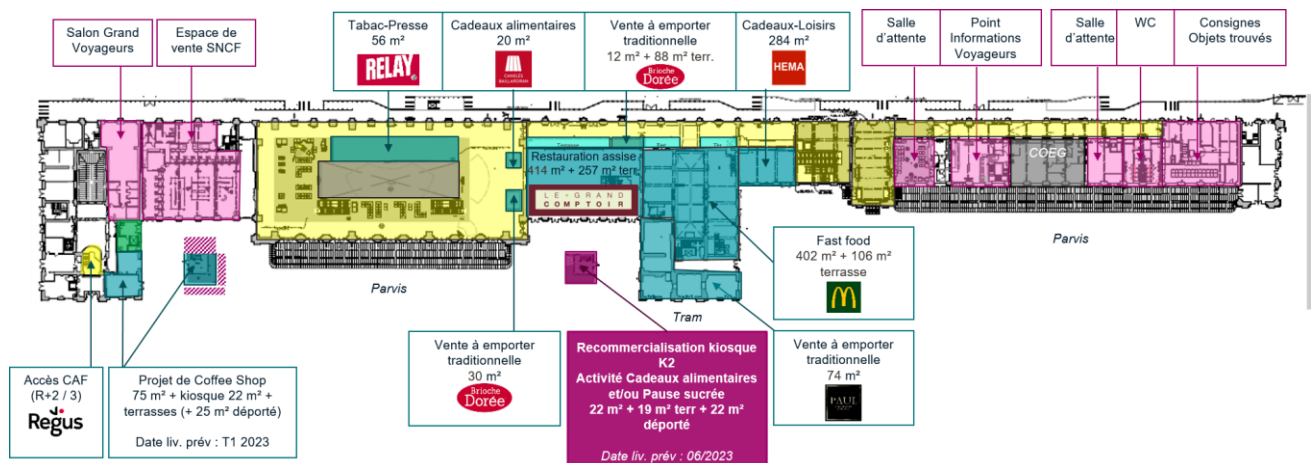 Salon Grand
Voyageurs
Espace de
vente SNCF
Tabac-Presse
56 m²
RELAY
Cadeaux alimentaires
20 m²
CANELÉS
BAILLARDRAN
Vente à emporter
traditionnelle
12 m² + 88 m² terr.
Brioche
Dorée
Cadeaux-Loisirs
284 m²
HEMA
Salle
d'attente
Point
Informations
Voyageurs
Salle
d'attente
WC
Consignes
Objets trouvés
Terrasse
Restauration assise
414 m² + 257 m² terr
LE GRAND
COMPTOIR
COEG
Parvis
Tram
Parvis
Fast food
402 m² + 106 m²
terrasse
Accès CAF
(R+2 / 3)
Regus
Projet de Coffee Shop
75 m² + kiosque 22 m² +
terrasses (+ 25 m² déporté)
Date liv. prév : T1 2023
Vente à emporter
traditionnelle
30 m²
Brioche
Dorée
Recommercialisation kiosque
K2
Activité Cadeaux alimentaires
et/ou Pause sucrée
22 m² + 19 m² terr + 22 m²
déporté
Date liv. prév : 06/2023
Vente à emporter
traditionnelle
74 m²
PAUL